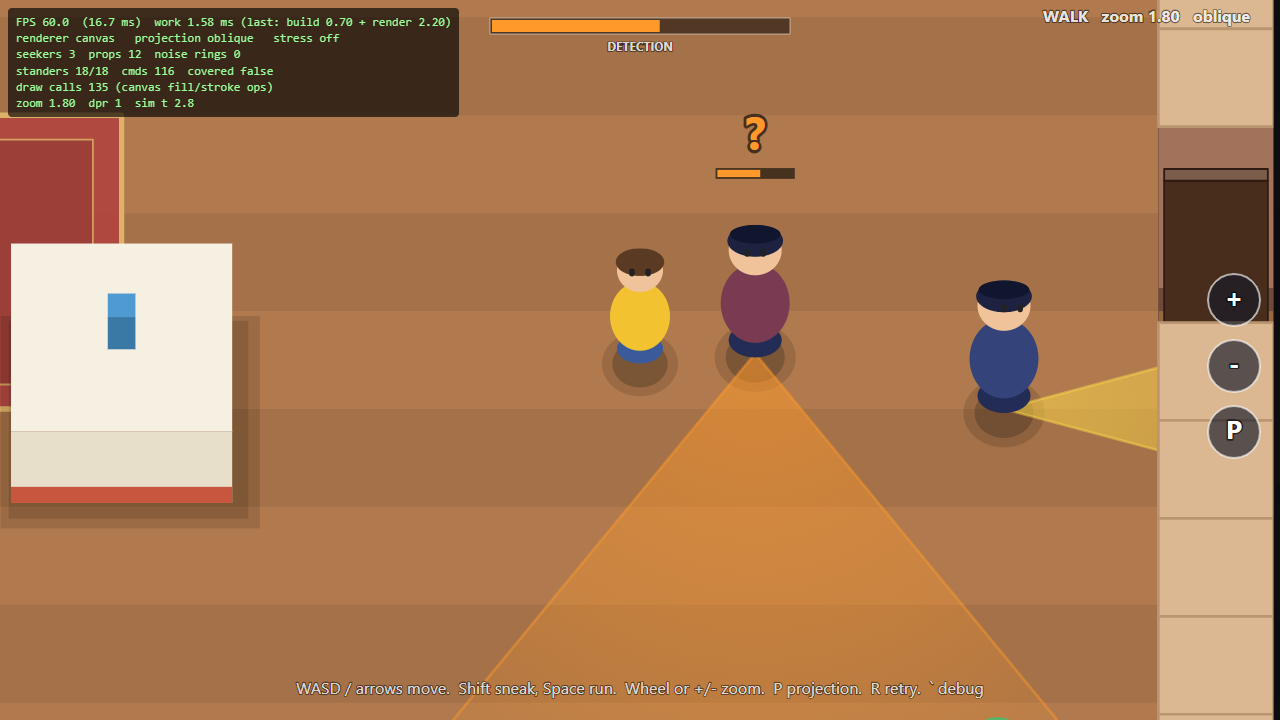 FPS 60.0 (16.7 ms) work 1.58 ms (last: build 0.70 + render 2.20)
renderer canvas projection oblique stress off
seekers 3 props 12 noise rings 0
standers 18/18 cmds 116 covered false
draw calls 135 (canvas fill/stroke ops)
zoom 1.80 dpr 1 sim t 2.8
DETECTION
WALK zoom 1.80 oblique
?
+
-
P
WASD / arrows move. Shift sneak, Space run. Wheel or +/- zoom. P projection. R retry. ` debug